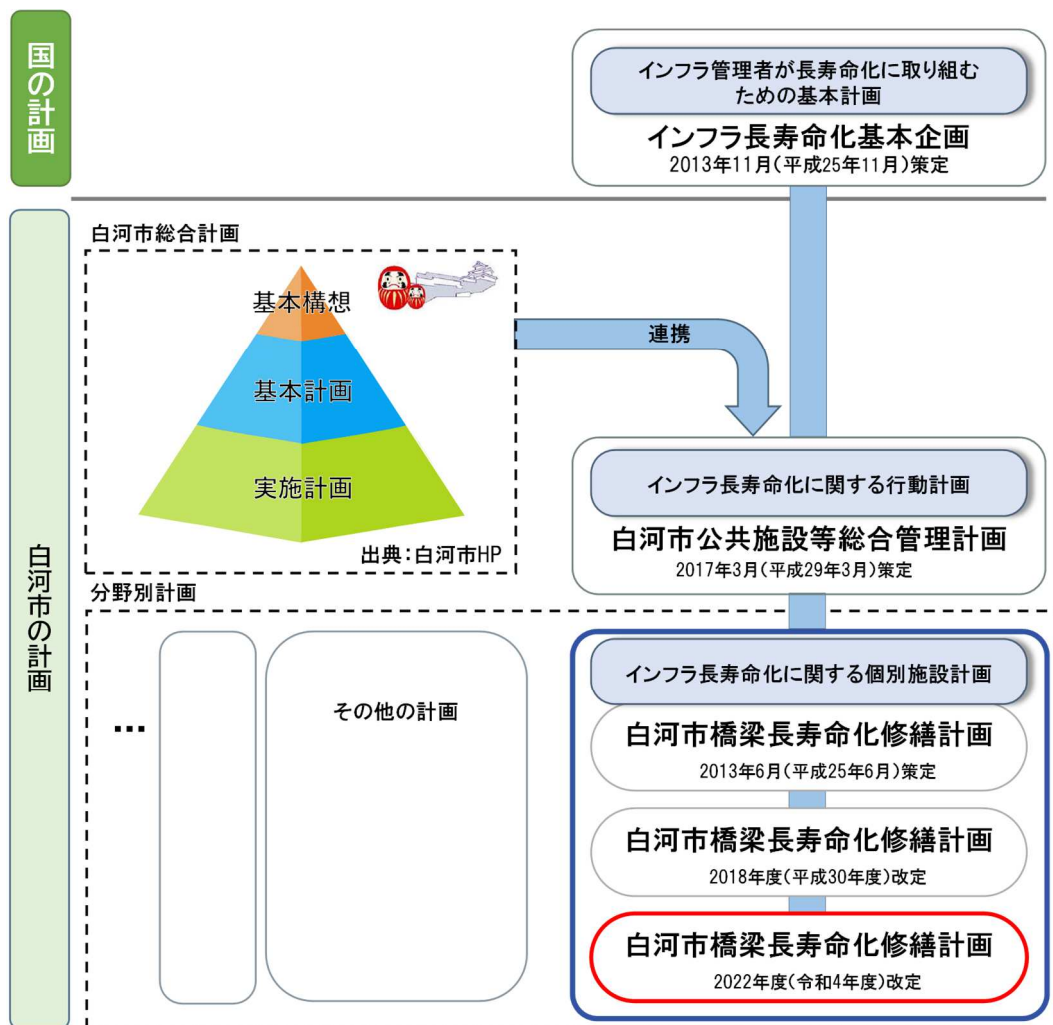 国の計画
インフラ管理者が長寿命化に取り組む
ための基本計画
インフラ長寿命化基本企画
2013年11月(平成25年11月)策定
白河市の計画
白河市総合計画
基本構想
基本計画
実施計画
出典:白河市HP
連携
インフラ長寿命化に関する行動計画
白河市公共施設等総合管理計画
2017年3月(平成29年3月)策定
分野別計画
…
その他の計画
インフラ長寿命化に関する個別施設計画
白河市橋梁長寿命化修繕計画
2013年6月(平成25年6月)策定
白河市橋梁長寿命化修繕計画
2018年度(平成30年度)改定
白河市橋梁長寿命化修繕計画
2022年度(令和4年度)改定